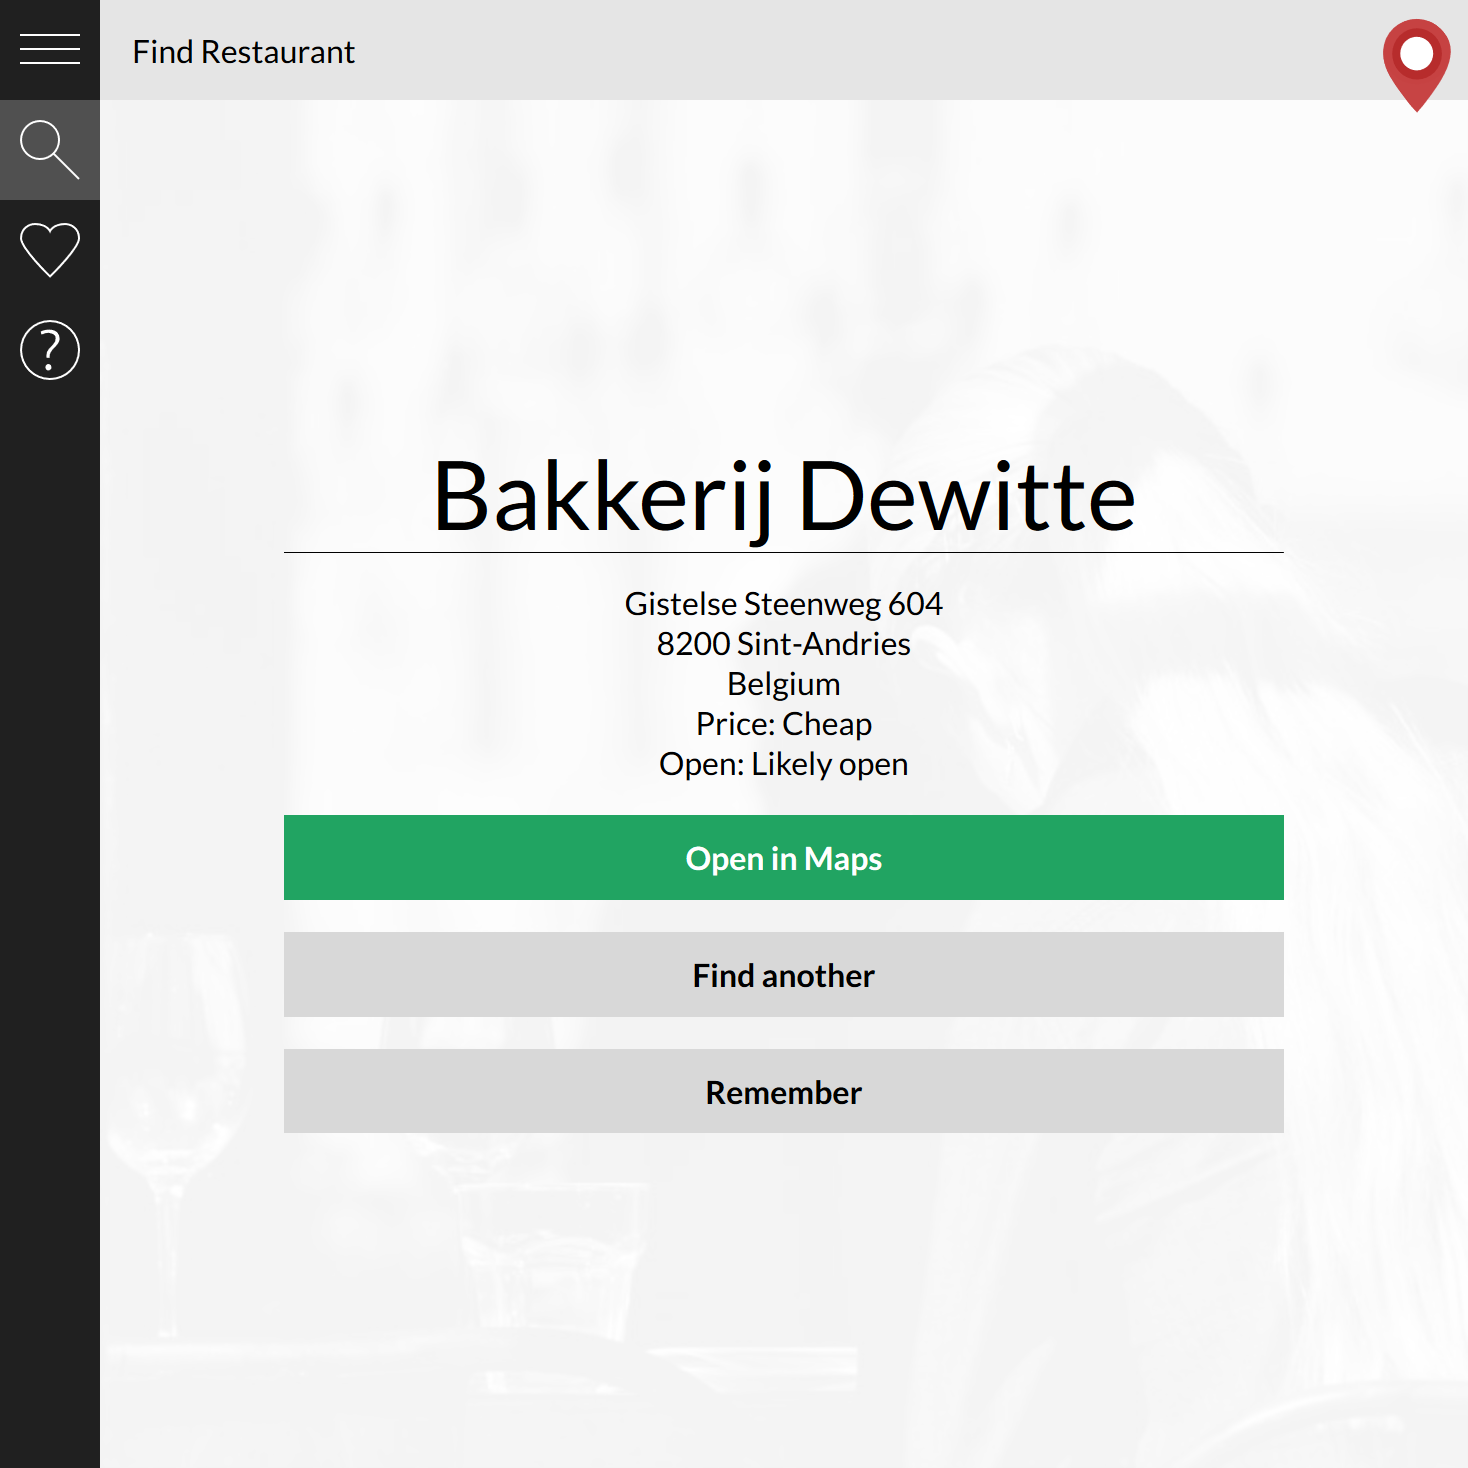 Find Restaurant
?
Bakkerij Dewitte
Gistelse Steenweg 604
8200 Sint-Andries
Belgium
Price: Cheap
Open: Likely open
Open in Maps
Find another
Remember